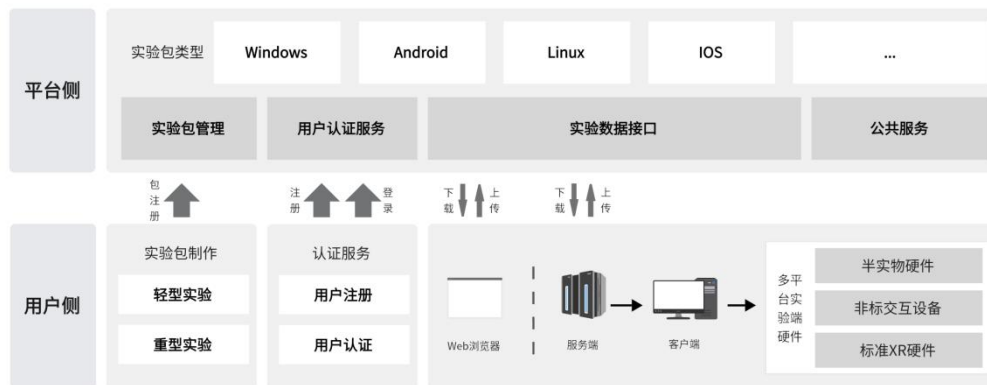 平台侧
实验包类型
Windows
Android
Linux
IOS
...
实验包管理
用户认证服务
实验数据接口
公共服务
包注册
注册
登录
下载
上传
下载
上传
用户侧
实验包制作
轻型实验
重型实验
认证服务
用户注册
用户认证
Web浏览器
服务端
客户端
多平台实验端硬件
半实物硬件
非标交互设备
标准XR硬件